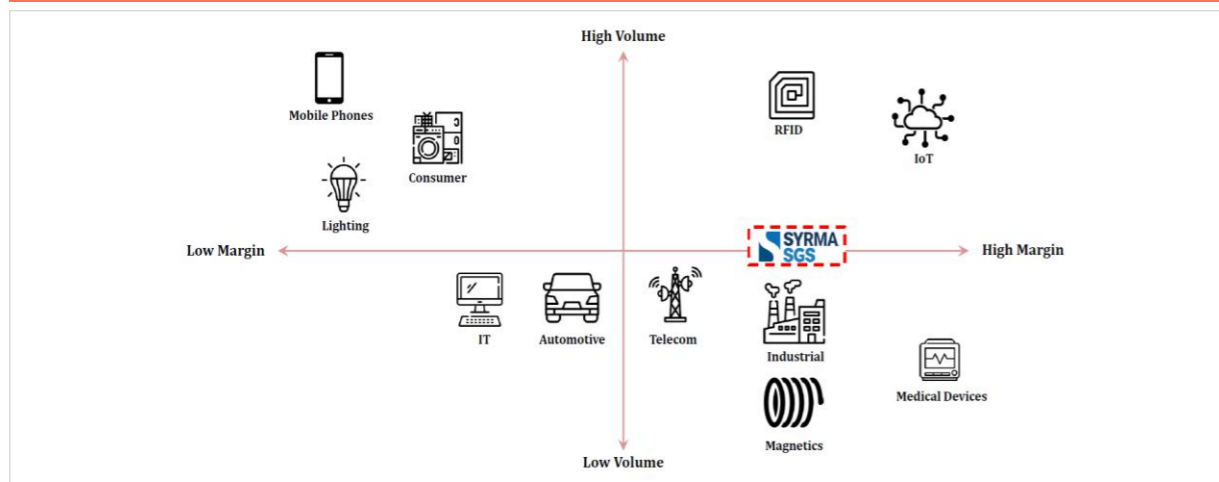 High Volume
Mobile Phones
RFID
Consumer
IoT
Lighting
Low Margin
SYRMA
SGS
High Margin
IT
Automotive
Telecom
Industrial
Medical Devices
Magnetics
Low Volume